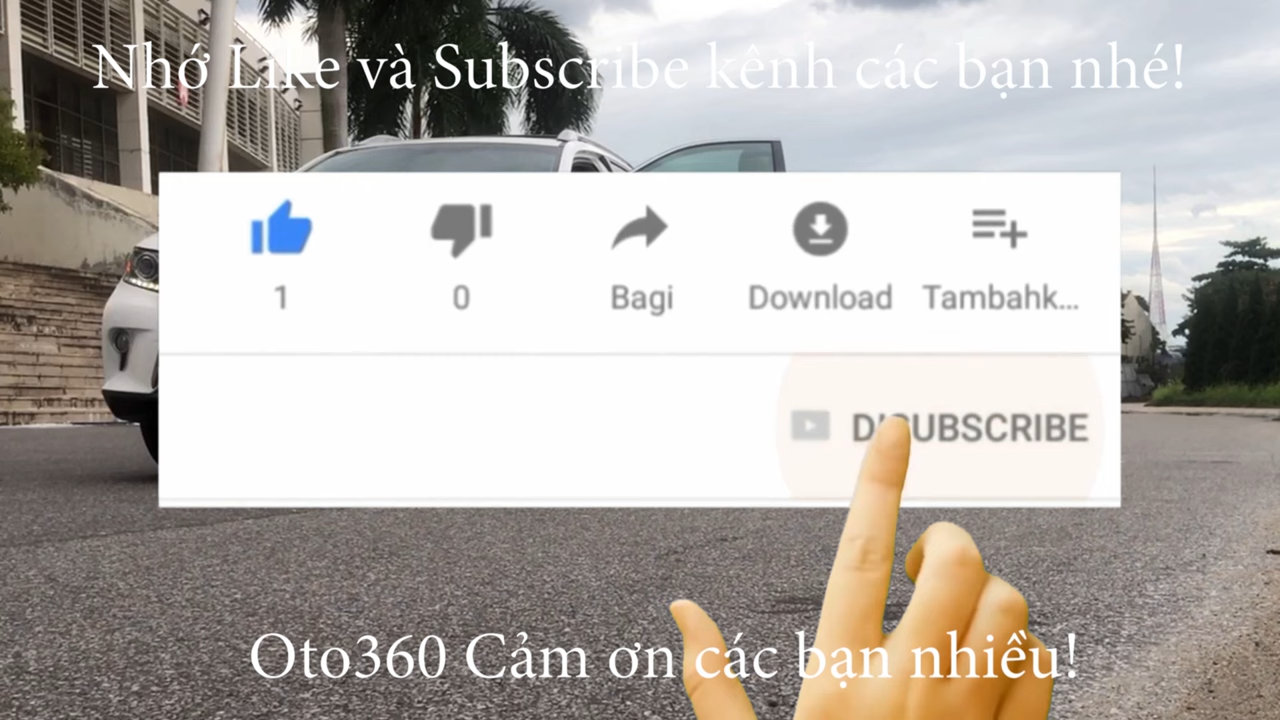 Nhớ Like và Subscribe kênh các bạn nhé!
1 0 Bagi Download Tambahk...
DISUBSCRIBE
Oto360 Cảm ơn các bạn nhiều!